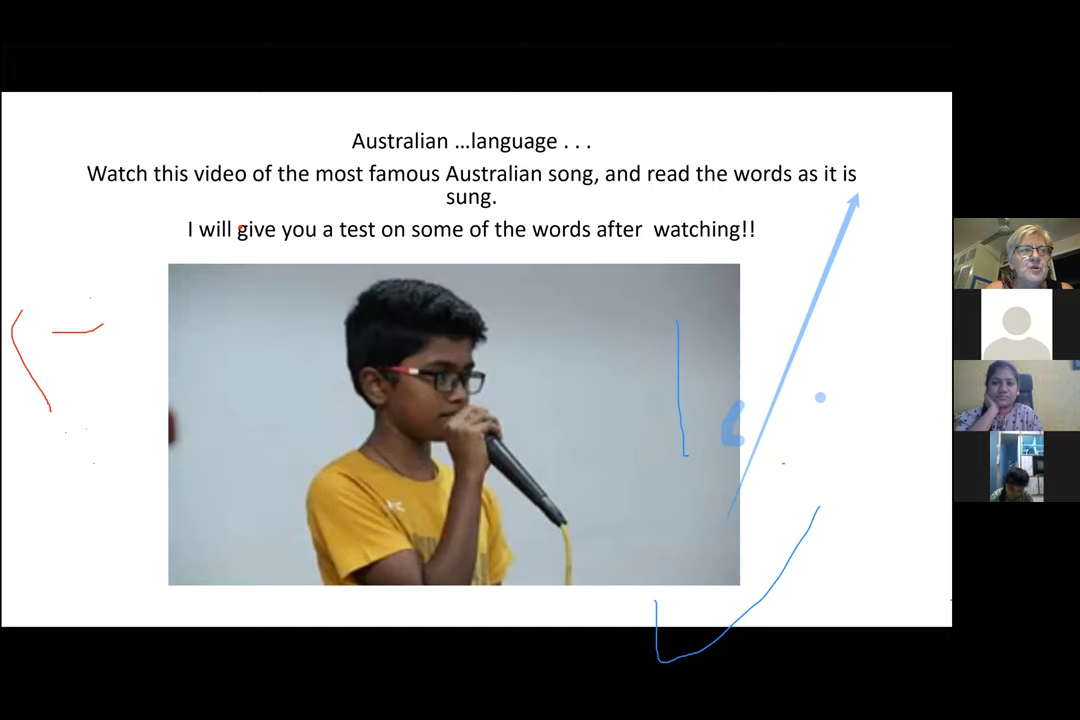 Australian ...language . . .
Watch this video of the most famous Australian song, and read the words as it is
sung.
I will give you a test on some of the words after  watching!!